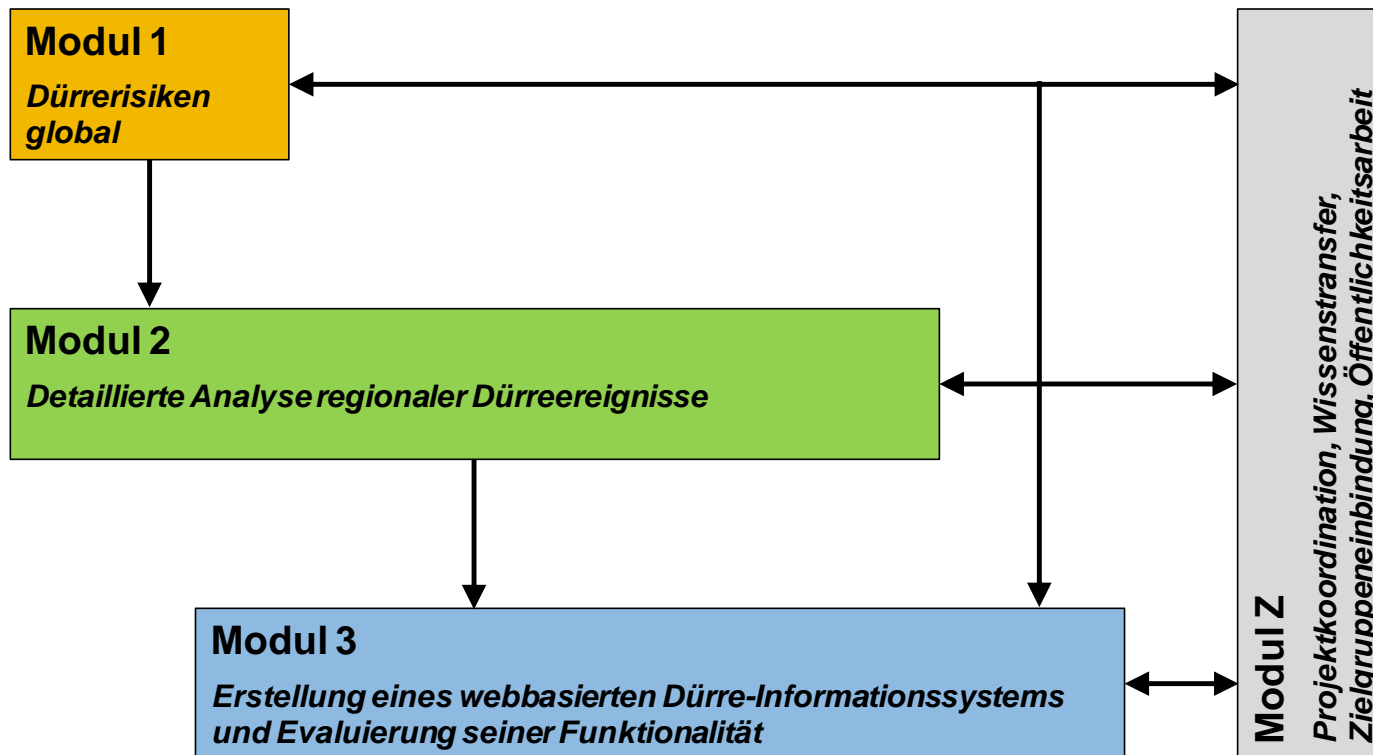 Modul 1
Dürrerisiken
global
Modul 2
Detaillierte Analyse regionaler Dürreereignisse
Modul 3
Erstellung eines webbasierten Dürre-Informationssystems
und Evaluierung seiner Funktionalität
Modul Z
Projektkoordination, Wissenstransfer,
Zielgruppeneinbindung, Öffentlichkeitsarbeit